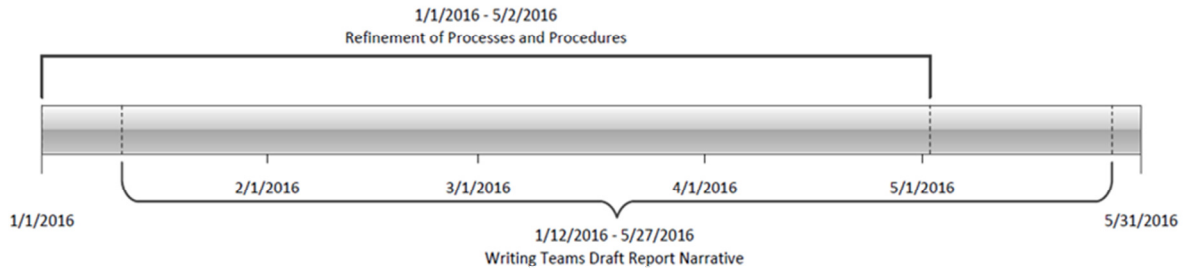 1/1/2016 - 5/2/2016
Refinement of Processes and Procedures
2/1/2016
3/1/2016
4/1/2016
5/1/2016
1/1/2016
5/31/2016
1/12/2016 - 5/27/2016
Writing Teams Draft Report Narrative